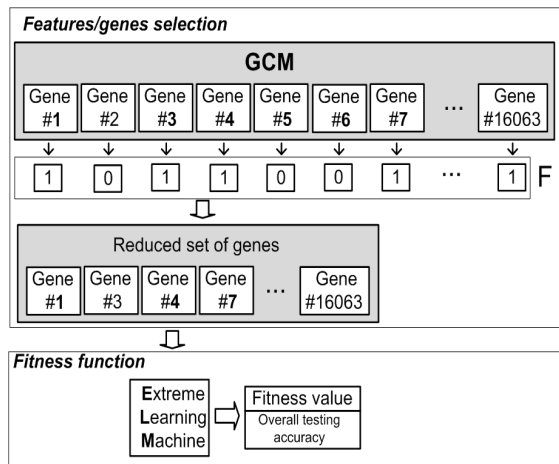 Features/genes selection
GCM
Gene #1 Gene #2 Gene #3 Gene #4 Gene #5 Gene #6 Gene #7 ... Gene #16063
1 0 1 1 0 0 1 ... 1 F
Reduced set of genes
Gene #1 Gene #3 Gene #4 Gene #7 ... Gene #16063
Fitness function
Extreme
Learning
Machine
Fitness value
Overall testing
accuracy